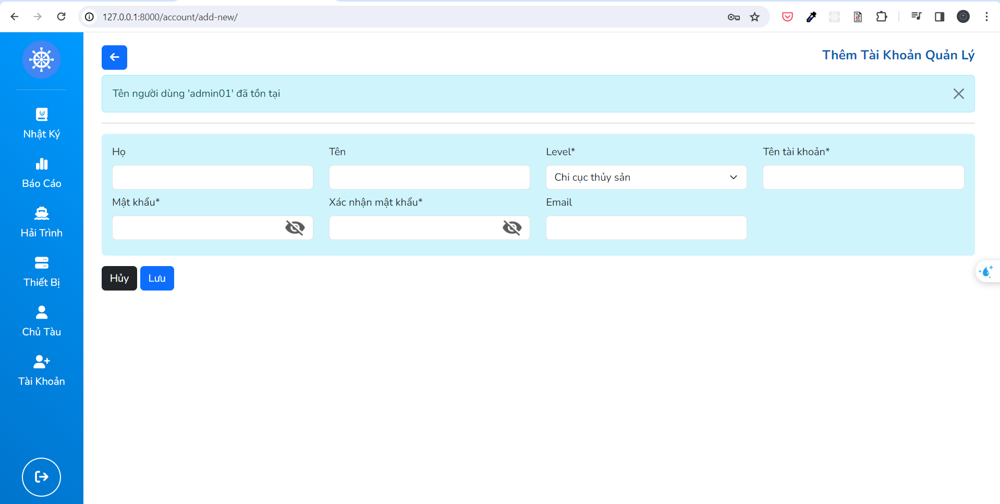 127.0.0.1:8000/account/add-new/
Thêm Tài Khoản Quản Lý
Tên người dùng 'admin01' đã tồn tại
Nhật Ký
Báo Cáo
Hải Trình
Thiết Bị
Chủ Tàu
Tài Khoản
Họ
Tên
Level*
Tên tài khoản*
Chi cục thủy sản
Mật khẩu*
Xác nhận mật khẩu*
Email
Hủy
Lưu